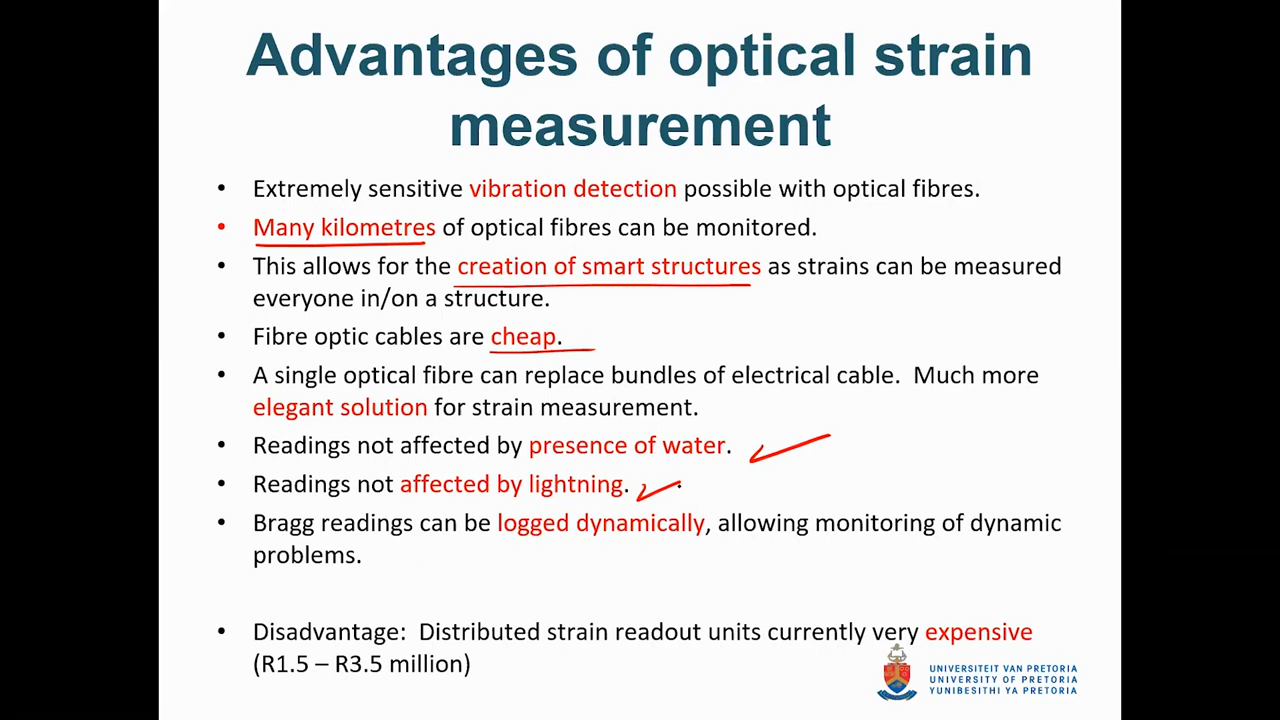 Advantages of optical strain
measurement
• Extremely sensitive vibration detection possible with optical fibres.
• Many kilometres of optical fibres can be monitored.
• This allows for the creation of smart structures as strains can be measured
everyone in/on a structure.
• Fibre optic cables are cheap.
• A single optical fibre can replace bundles of electrical cable.  Much more
elegant solution for strain measurement.
• Readings not affected by presence of water.
• Readings not affected by lightning.
• Bragg readings can be logged dynamically, allowing monitoring of dynamic
problems.
• Disadvantage:  Distributed strain readout units currently very expensive
(R1.5 – R3.5 million)
UNIVERSITEIT VAN PRETORIA
UNIVERSITY OF PRETORIA
YUNIBESITHI YA PRETORIA